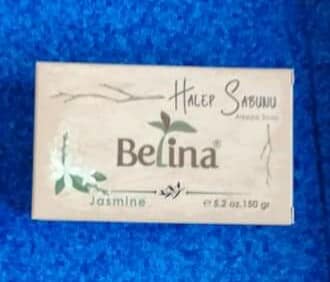 HALEP SABUNU
Aleppo Soap
Belina®
Jasmine
℮ 5.2 oz. 150 gr